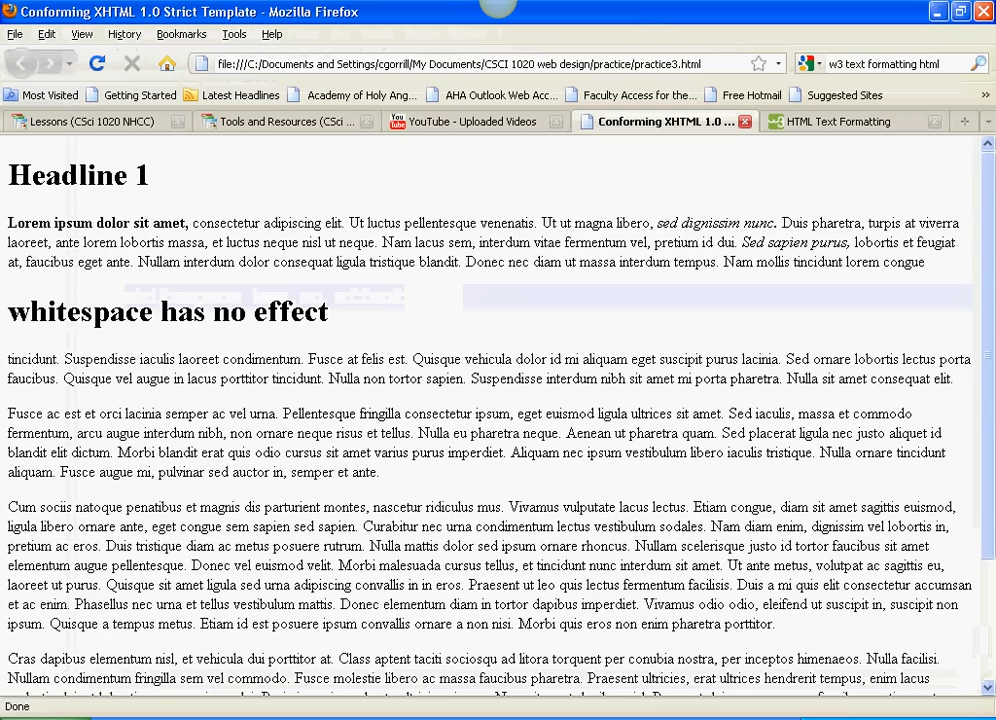 Conforming XHTML 1.0 Strict Template - Mozilla Firefox
File Edit View History Bookmarks Tools Help
file:///C:/Documents and Settings/cgorrill/My Documents/CSCI 1020 web design/practice/practice3.html w3 text formatting html
Most Visited Getting Started Latest Headlines Academy of Holy Ang... AHA Outlook Web Acc... Faculty Access for the... Free Hotmail Suggested Sites »
Lessons (CSci 1020 NHCC) Tools and Resources (CSci ... You Tube YouTube - Uploaded Videos Conforming XHTML 1.0 ... w3 HTML Text Formatting
Headline 1
Lorem ipsum dolor sit amet, consectetur adipiscing elit. Ut luctus pellentesque venenatis. Ut ut magna libero, sed dignissim nunc. Duis pharetra, turpis at viverra
laoreet, ante lorem lobortis massa, et luctus neque nisl ut neque. Nam lacus sem, interdum vitae fermentum vel, pretium id dui. Sed sapien purus, lobortis et feugiat
at, faucibus eget ante. Nullam interdum dolor consequat ligula tristique blandit. Donec nec diam ut massa interdum tempus. Nam mollis tincidunt lorem congue
whitespace has no effect
tincidunt. Suspendisse iaculis laoreet condimentum. Fusce at felis est. Quisque vehicula dolor id mi aliquam eget suscipit purus lacinia. Sed ornare lobortis lectus porta
faucibus. Quisque vel augue in lacus porttitor tincidunt. Nulla non tortor sapien. Suspendisse interdum nibh sit amet mi porta pharetra. Nulla sit amet consequat elit.
Fusce ac est et orci lacinia semper ac vel urna. Pellentesque fringilla consectetur ipsum, eget euismod ligula ultrices sit amet. Sed iaculis, massa et commodo
fermentum, arcu augue interdum nibh, non ornare neque risus et tellus. Nulla eu pharetra neque. Aenean ut pharetra quam. Sed placerat ligula nec justo aliquet id
blandit elit dictum. Morbi blandit erat quis odio cursus sit amet varius purus imperdiet. Aliquam nec ipsum vestibulum libero iaculis tristique. Nulla ornare tincidunt
aliquam. Fusce augue mi, pulvinar sed auctor in, semper et ante.
Cum sociis natoque penatibus et magnis dis parturient montes, nascetur ridiculus mus. Vivamus vulputate lacus lectus. Etiam congue, diam sit amet sagittis euismod,
ligula libero ornare ante, eget congue sem sapien sed sapien. Curabitur nec urna condimentum lectus vestibulum sodales. Nam diam enim, dignissim vel lobortis in,
pretium ac eros. Duis tristique diam ac metus posuere rutrum. Nulla mattis dolor sed ipsum ornare rhoncus. Nullam scelerisque justo id tortor faucibus sit amet
elementum augue pellentesque. Donec vel euismod velit. Morbi malesuada cursus tellus, et tincidunt nunc interdum sit amet. Ut ante metus, volutpat ac sagittis eu,
laoreet ut purus. Quisque sit amet ligula sed urna adipiscing convallis in in eros. Praesent ut leo quis lectus fermentum facilisis. Duis a mi quis elit consectetur accumsan
et ac enim. Phasellus nec urna et tellus vestibulum mattis. Donec elementum diam in tortor dapibus imperdiet. Vivamus odio odio, eleifend ut suscipit in, suscipit non
ipsum. Quisque a tempus metus. Etiam id est posuere ipsum convallis ornare a non nisi. Morbi quis eros non enim pharetra porttitor.
Cras dapibus elementum nisl, et vehicula dui porttitor at. Class aptent taciti sociosqu ad litora torquent per conubia nostra, per inceptos himenaeos. Nulla facilisi.
Nullam condimentum fringilla sem vel commodo. Fusce molestie libero ac massa faucibus pharetra. Praesent ultricies, erat ultrices hendrerit tempus, enim lacus
Done